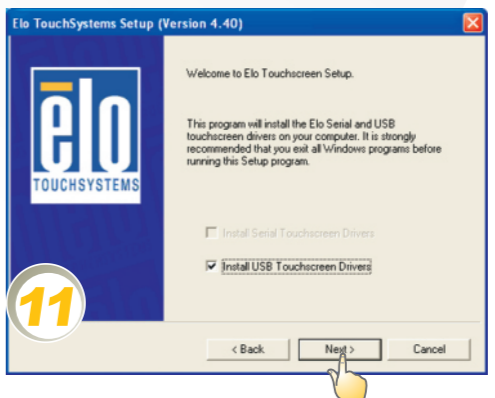 Elo TouchSystems Setup (Version 4.40)
elo
TOUCHSYSTEMS
Welcome to Elo Touchscreen Setup.
This program will install the Elo Serial and USB
touchscreen drivers on your computer. It is strongly
recommended that you exit all Windows programs before
running this Setup program.
Install Serial Touchscreen Drivers
Install USB Touchscreen Drivers
11
< Back
Next >
Cancel